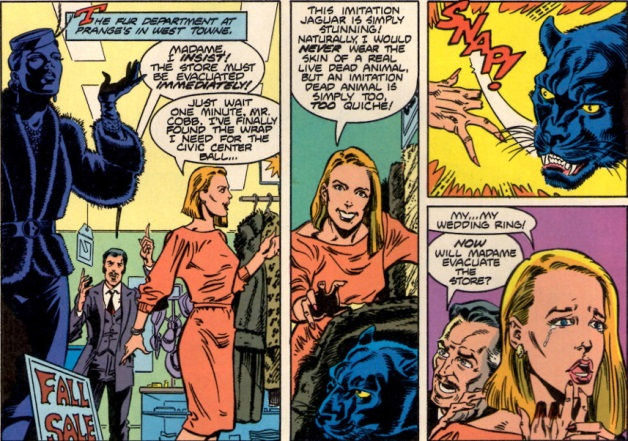 THE FUR DEPARTMENT AT
PRANGE'S IN WEST TOWNE.
MADAME,
I INSIST!
THE STORE MUST
BE EVACUATED
IMMEDIATELY!
JUST WAIT
ONE MINUTE, MR.
COBB. I'VE FINALLY
FOUND THE WRAP
I NEED FOR THE
CIVIC CENTER
BALL...
FALL
SALE
THIS IMITATION
JAGUAR IS SIMPLY
STUNNING!
NATURALLY, I WOULD
NEVER WEAR THE
SKIN OF A REAL
LIVE DEAD ANIMAL,
BUT AN IMITATION
DEAD ANIMAL IS
SIMPLY TOO,
TOO QUICHE!
SNAP!
MY...MY
WEDDING RING!
NOW
WILL MADAME
EVACUATE
THE
STORE?